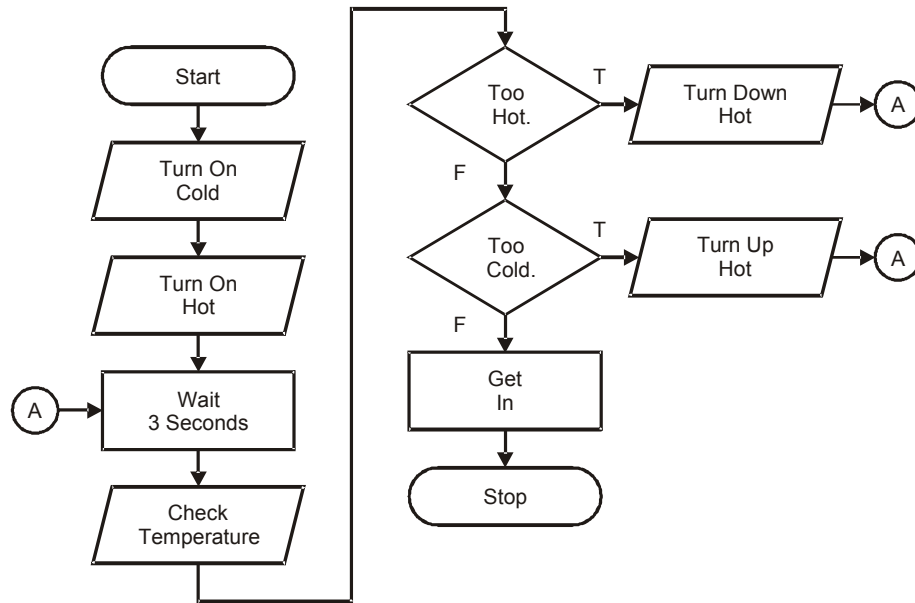 Start
Turn On
Cold
Turn On
Hot
A
Wait
3 Seconds
Check
Temperature
Too
Hot.
T
Turn Down
Hot
A
F
Too
Cold.
T
Turn Up
Hot
A
F
Get
In
Stop